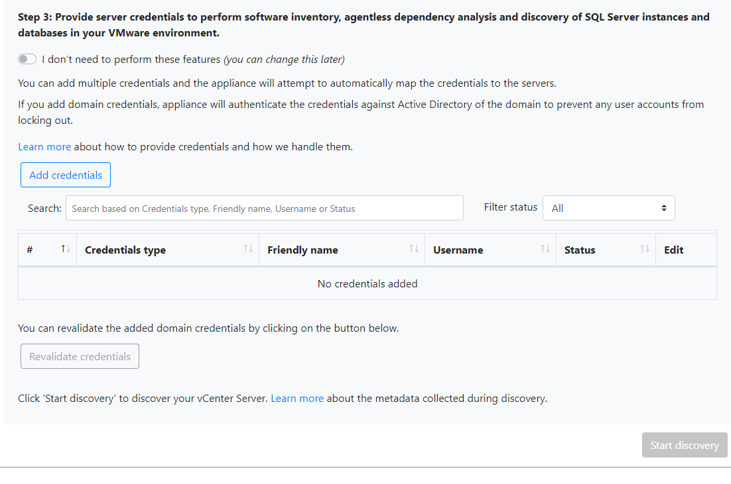 Step 3: Provide server credentials to perform software inventory, agentless dependency analysis and discovery of SQL Server instances and
databases in your VMware environment.
I don't need to perform these features (you can change this later)
You can add multiple credentials and the appliance will attempt to automatically map the credentials to the servers.
If you add domain credentials, appliance will authenticate the credentials against Active Directory of the domain to prevent any user accounts from
locking out.
Learn more about how to provide credentials and how we handle them.
Add credentials
Search: Search based on Credentials type, Friendly name, Username or Status Filter status All
# Credentials type Friendly name Username Status Edit
No credentials added
You can revalidate the added domain credentials by clicking on the button below.
Revalidate credentials
Click 'Start discovery' to discover your vCenter Server. Learn more about the metadata collected during discovery.
Start discovery